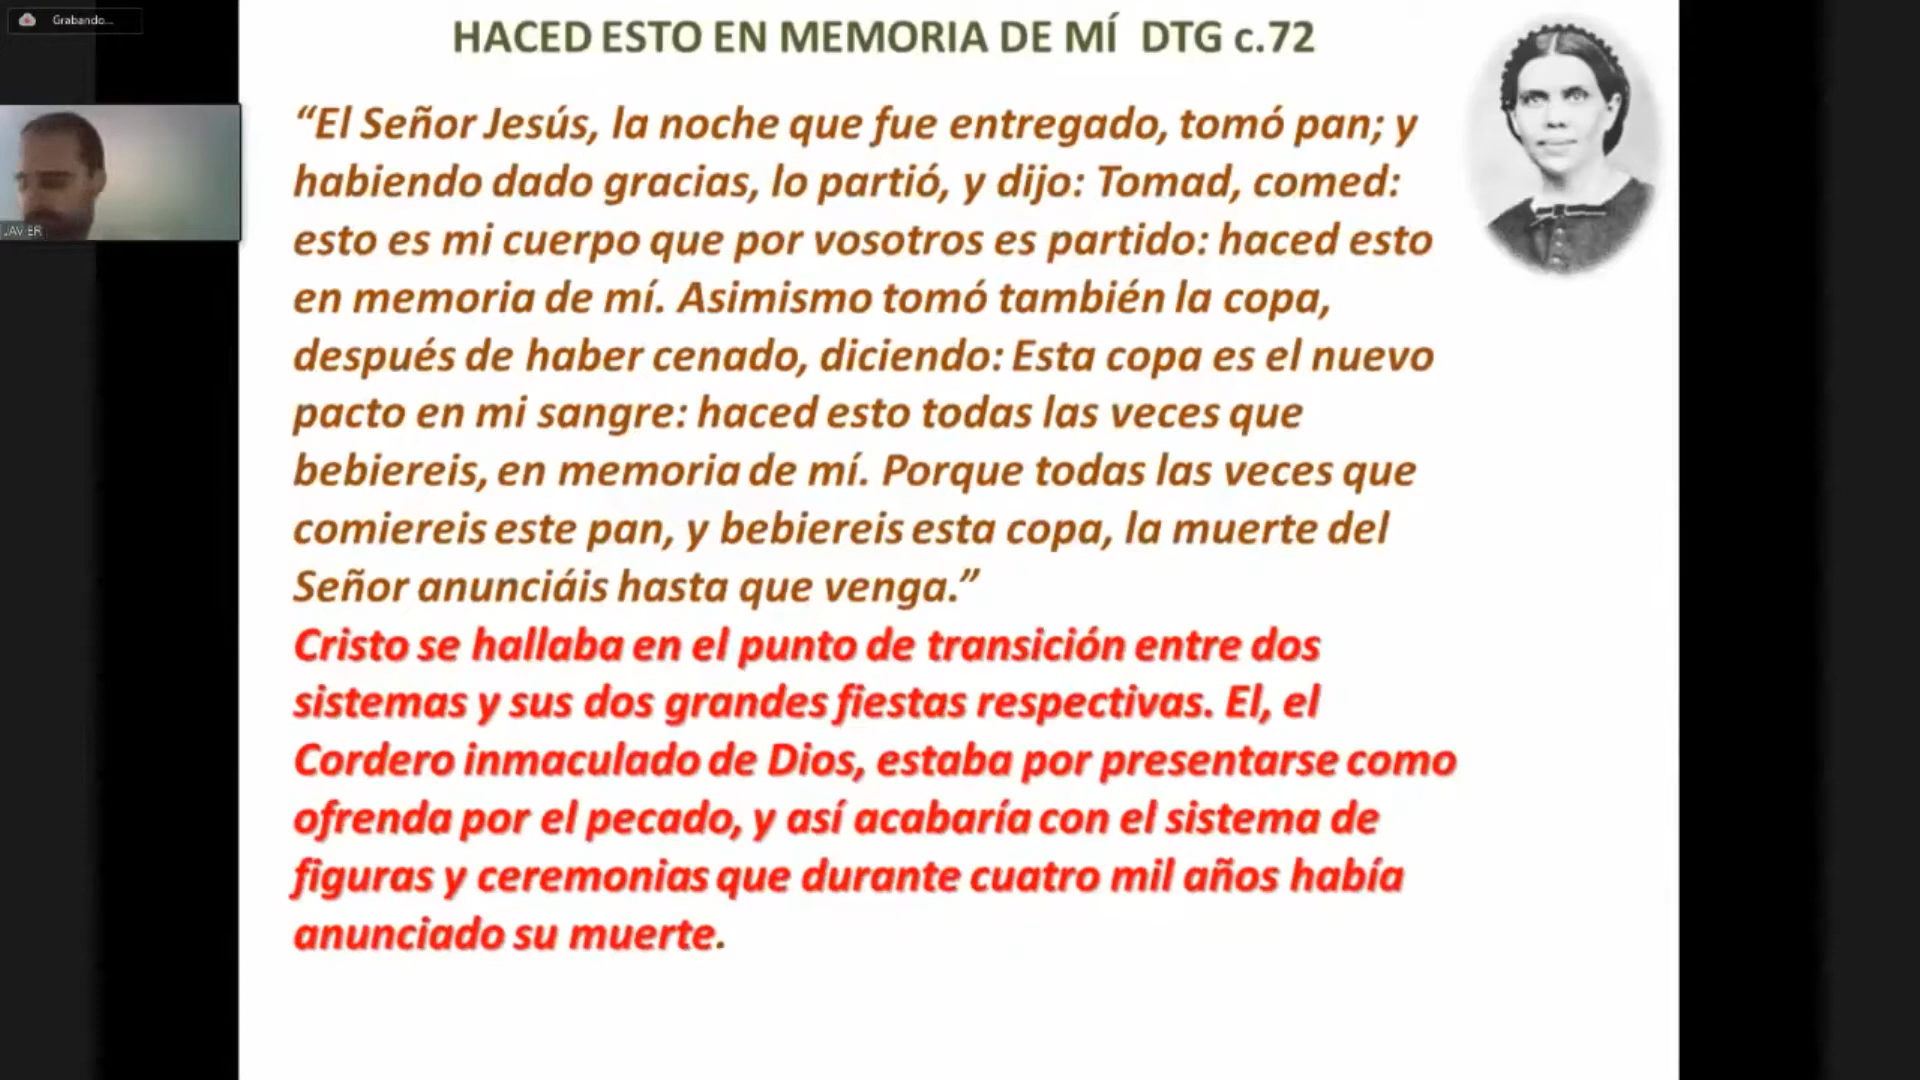 Grabando...
HACED ESTO EN MEMORIA DE MÍ DTG c.72
“El Señor Jesús, la noche que fue entregado, tomó pan; y
habiendo dado gracias, lo partió, y dijo: Tomad, comed:
esto es mi cuerpo que por vosotros es partido: haced esto
en memoria de mí. Asimismo tomó también la copa,
después de haber cenado, diciendo: Esta copa es el nuevo
pacto en mi sangre: haced esto todas las veces que
bebiereis, en memoria de mí. Porque todas las veces que
comiereis este pan, y bebiereis esta copa, la muerte del
Señor anunciáis hasta que venga.”
Cristo se hallaba en el punto de transición entre dos
sistemas y sus dos grandes fiestas respectivas. El, el
Cordero inmaculado de Dios, estaba por presentarse como
ofrenda por el pecado, y así acabaría con el sistema de
figuras y ceremonias que durante cuatro mil años había
anunciado su muerte.
JAVIER